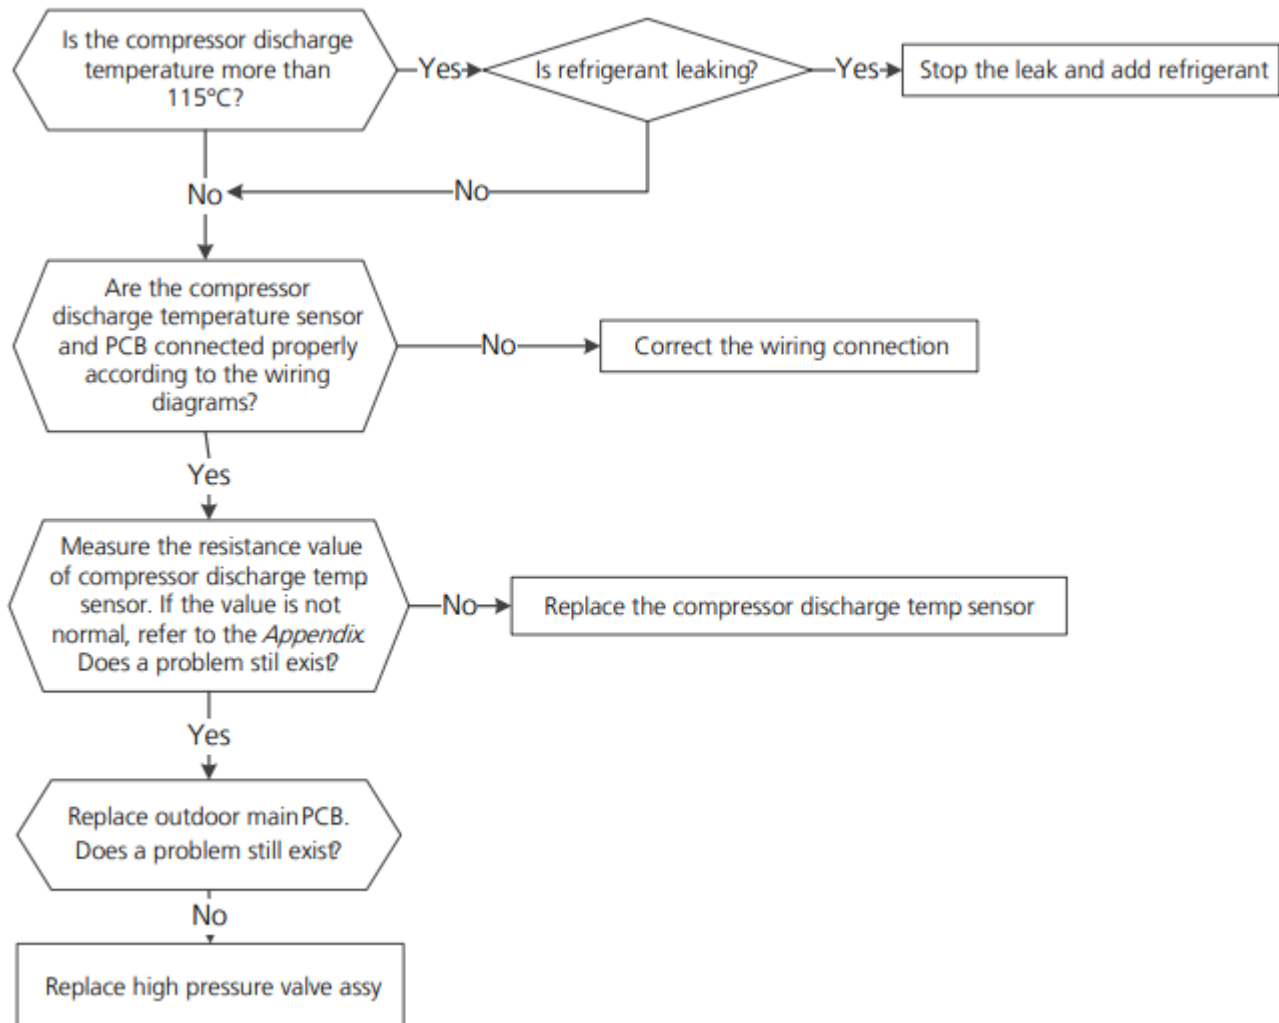 Is the compressor discharge
temperature more than
115°C?
Yes
Is refrigerant leaking?
Yes
Stop the leak and add refrigerant
No
No
Are the compressor
discharge temperature sensor
and PCB connected properly
according to the wiring
diagrams?
No
Correct the wiring connection
Yes
Measure the resistance value
of compressor discharge temp
sensor. If the value is not
normal, refer to the Appendix.
Does a problem stil exist?
No
Replace the compressor discharge temp sensor
Yes
Replace outdoor main PCB.
Does a problem still exist?
No
Replace high pressure valve assy